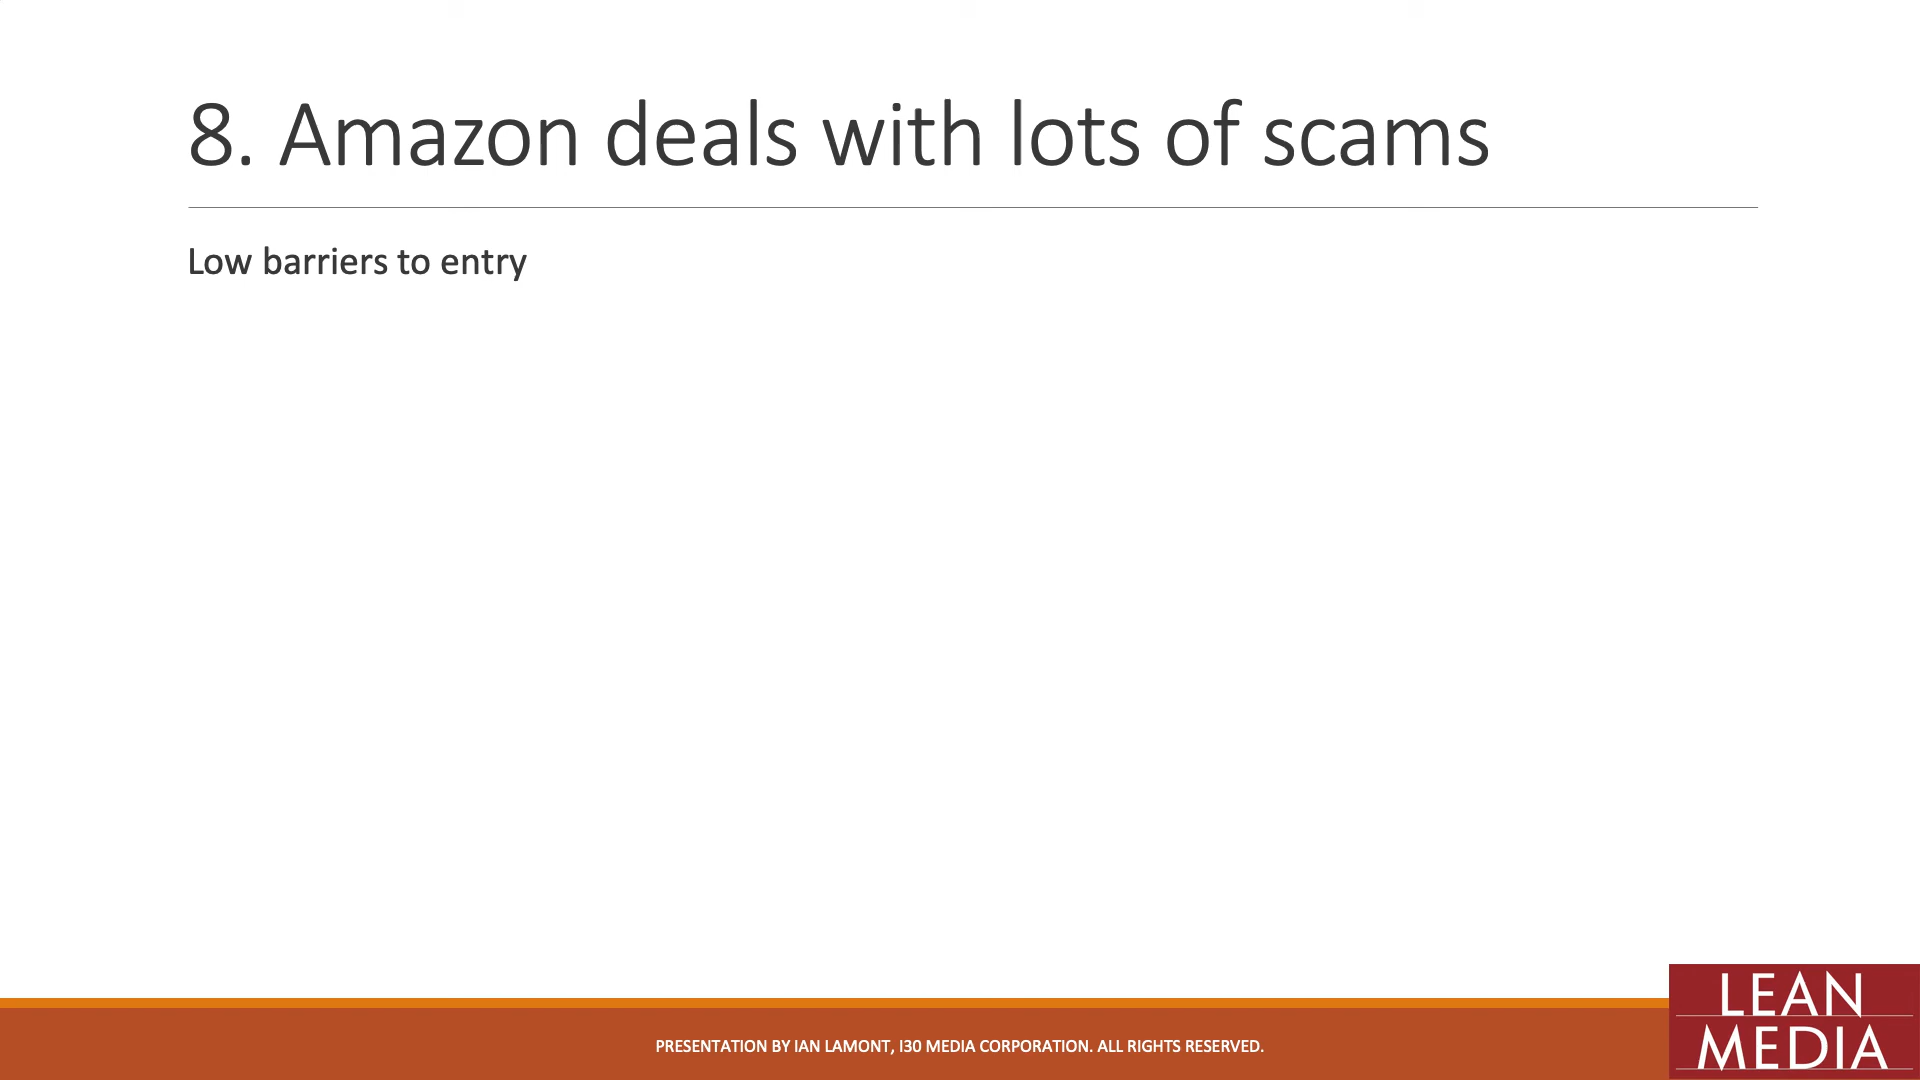 8. Amazon deals with lots of scams
Low barriers to entry
PRESENTATION BY IAN LAMONT, I30 MEDIA CORPORATION. ALL RIGHTS RESERVED.
LEAN
MEDIA